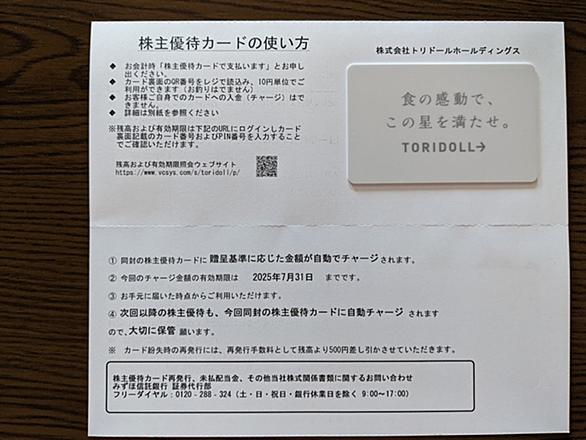 株主優待カードの使い方
株式会社トリドールホールディングス
◆ お会計時「株主優待カードで支払います」とお申し
出ください。
◆ カード裏面のQR番号をレジで読込み、10円単位でご
利用ができます（お釣りはでません）
◆ お客様ご自身でのカードへの入金（チャージ）はで
きません。
◆ 詳細は別紙を参照ください
※残高および有効期限は下記のURLにログインしカード
裏面記載のカード番号およびPIN番号を入力すること
でご確認いただけます。
残高および有効期限照会ウェブサイト
https://www.vcsys.com/s/toridoll/p/
食の感動で、
この星を満たせ。
TORIDOLL
① 同封の株主優待カードに 贈呈基準に応じた金額が自動でチャージ されます。
② 今回のチャージ金額の有効期限は 2025年7月31日 までです。
③ お手元に届いた時点からご利用いただけます。
④ 次回以降の株主優待も、今回同封の株主優待カードに自動チャージ されます
ので、大切に保管 願います。
※ カード紛失時の再発行には、再発行手数料として残高より500円差し引かさせていただきます。
株主優待カード再発行、未払配当金、その他当社株式関係書類に関するお問い合わせ
みずほ信託銀行 証券代行部
フリーダイヤル：0120－288－324（土・日・祝日・銀行休業日を除く 9:00～17:00）